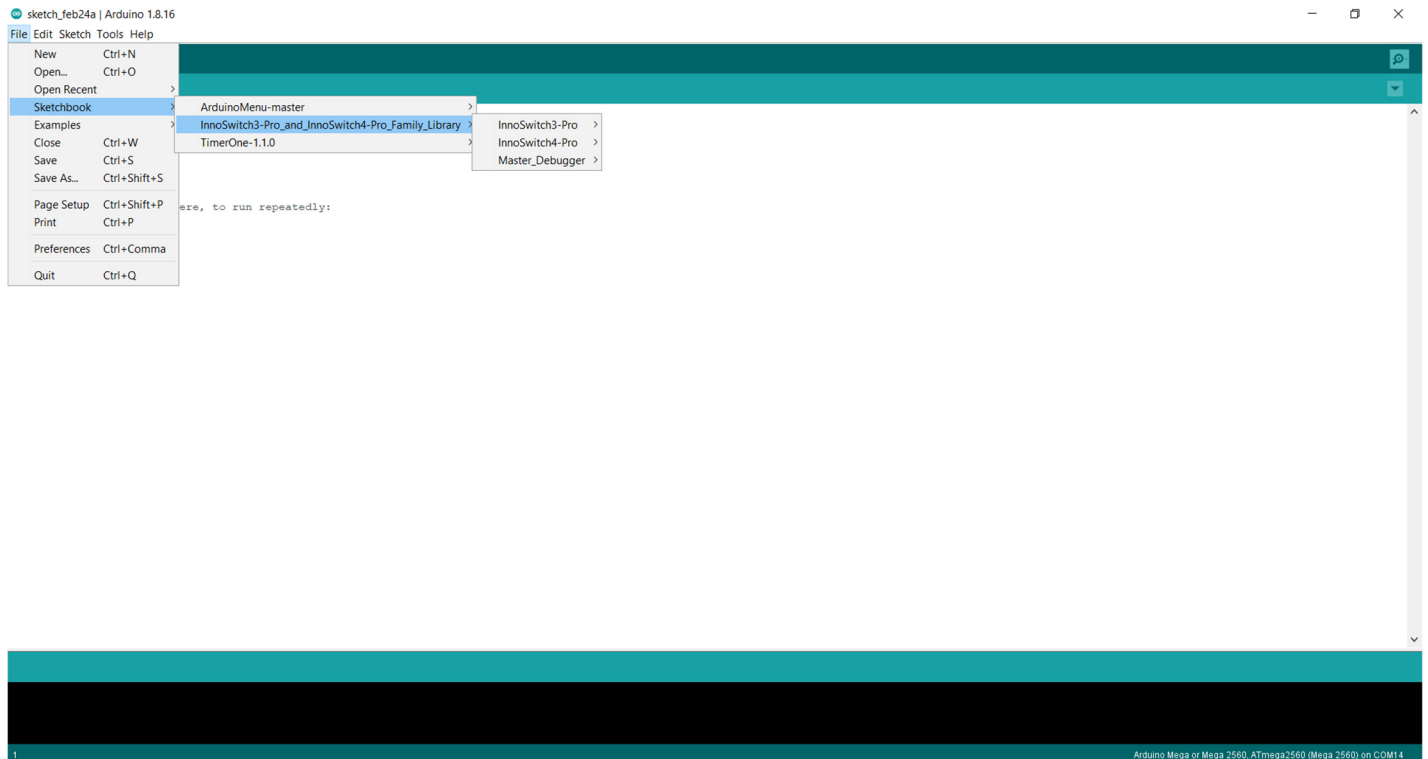 sketch_feb24a | Arduino 1.8.16
File Edit Sketch Tools Help
New Ctrl+N
Open... Ctrl+O
Open Recent
Sketchbook
Examples
Close Ctrl+W
Save Ctrl+S
Save As... Ctrl+Shift+S
Page Setup Ctrl+Shift+P
Print Ctrl+P
Preferences Ctrl+Comma
Quit Ctrl+Q
ArduinoMenu-master
InnoSwitch3-Pro_and_InnoSwitch4-Pro_Family_Library
TimerOne-1.1.0
InnoSwitch3-Pro
InnoSwitch4-Pro
Master_Debugger
ere, to run repeatedly:
1
Arduino Mega or Mega 2560, ATmega2560 (Mega 2560) on COM14